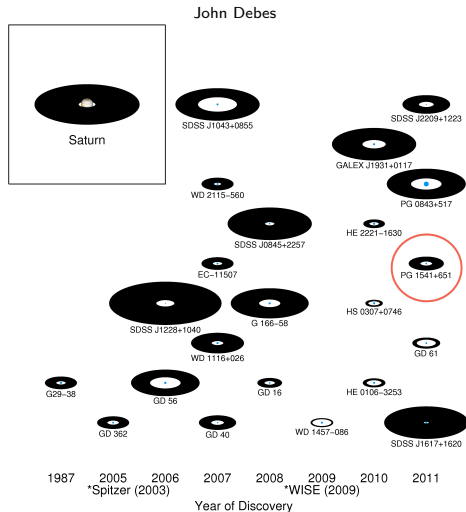 John Debes
Saturn
SDSS J1043+0855
SDSS J2209+1223
GALEX J1931+0117
WD 2115-560
PG 0843+517
SDSS J0845+2257
HE 2221-1630
EC-11507
PG 1541+651
SDSS J1228+1040
G 166-58
HS 0307+0746
WD 1116+026
GD 61
G29-38
GD 56
GD 16
HE 0106-3253
GD 362
GD 40
WD 1457-086
SDSS J1617+1620
1987 2005 2006 2007 2008 2009 2010 2011
*Spitzer (2003) *WISE (2009)
Year of Discovery